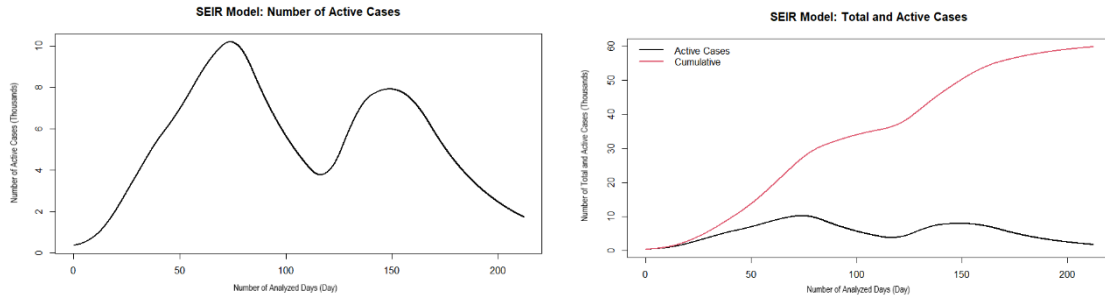 SEIR Model: Number of Active Cases
Number of Active Cases (Thousands)
10
8
6
4
2
0
0 50 100 150 200
Number of Analyzed Days (Day)
SEIR Model: Total and Active Cases
Active Cases
Cumulative
Number of Total and Active Cases (Thousands)
60
50
40
30
20
10
0
0 50 100 150 200
Number of Analyzed Days (Day)